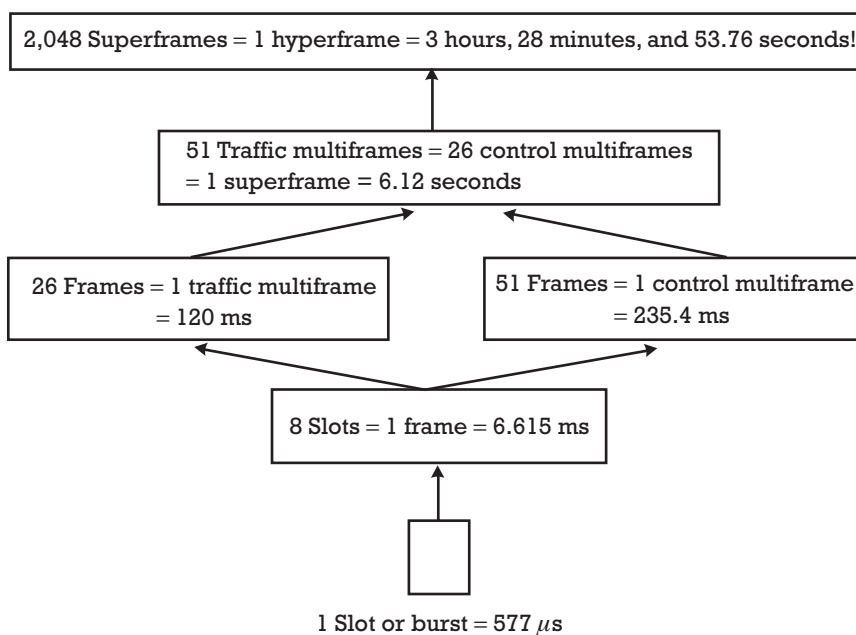 2,048 Superframes = 1 hyperframe = 3 hours, 28 minutes, and 53.76 seconds!
51 Traffic multiframes = 26 control multiframes
= 1 superframe = 6.12 seconds
26 Frames = 1 traffic multiframe
= 120 ms
51 Frames = 1 control multiframe
= 235.4 ms
8 Slots = 1 frame = 6.615 ms
1 Slot or burst = 577 μs